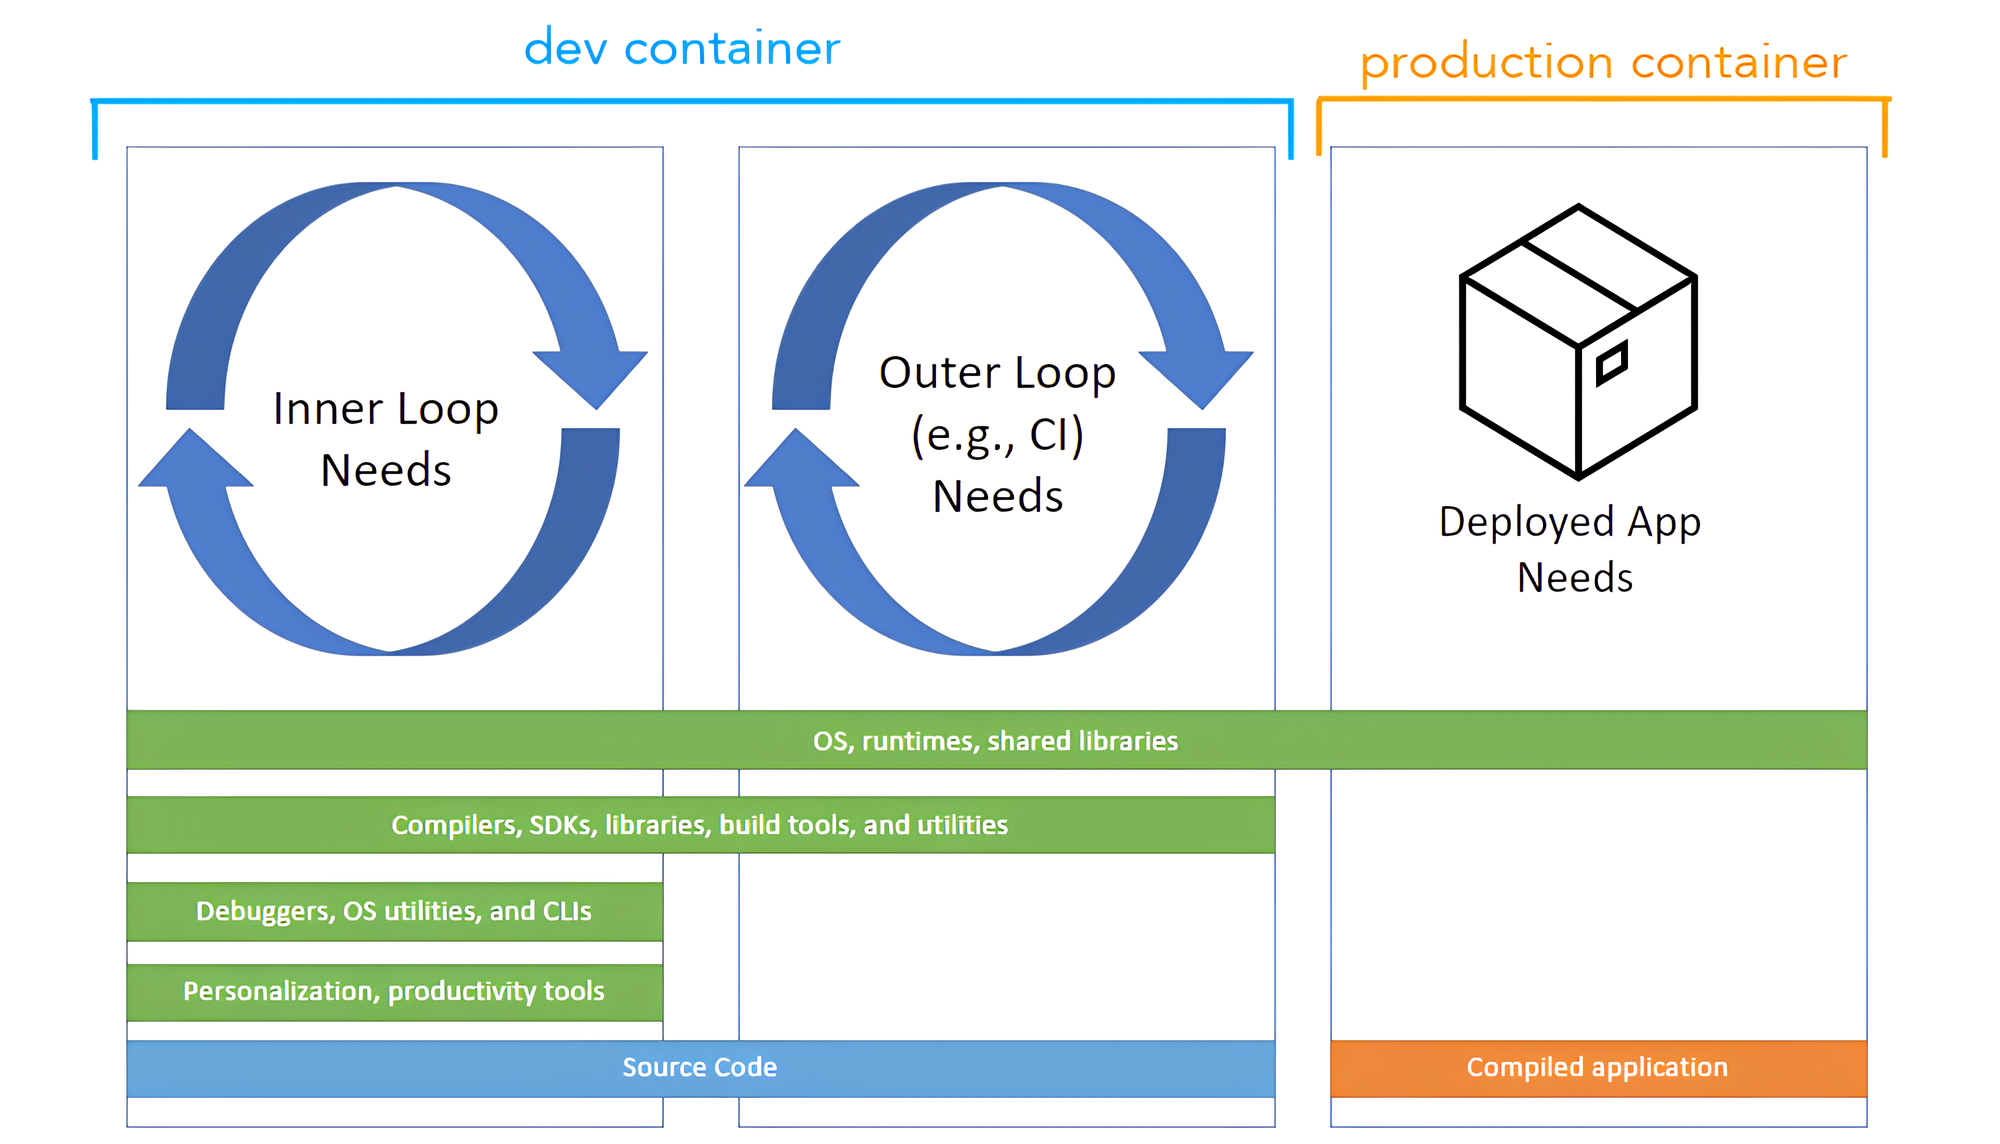 dev container
production container
Inner Loop
Needs
Outer Loop
(e.g., CI)
Needs
Deployed App
Needs
OS, runtimes, shared libraries
Compilers, SDKs, libraries, build tools, and utilities
Debuggers, OS utilities, and CLIs
Personalization, productivity tools
Source Code
Compiled application